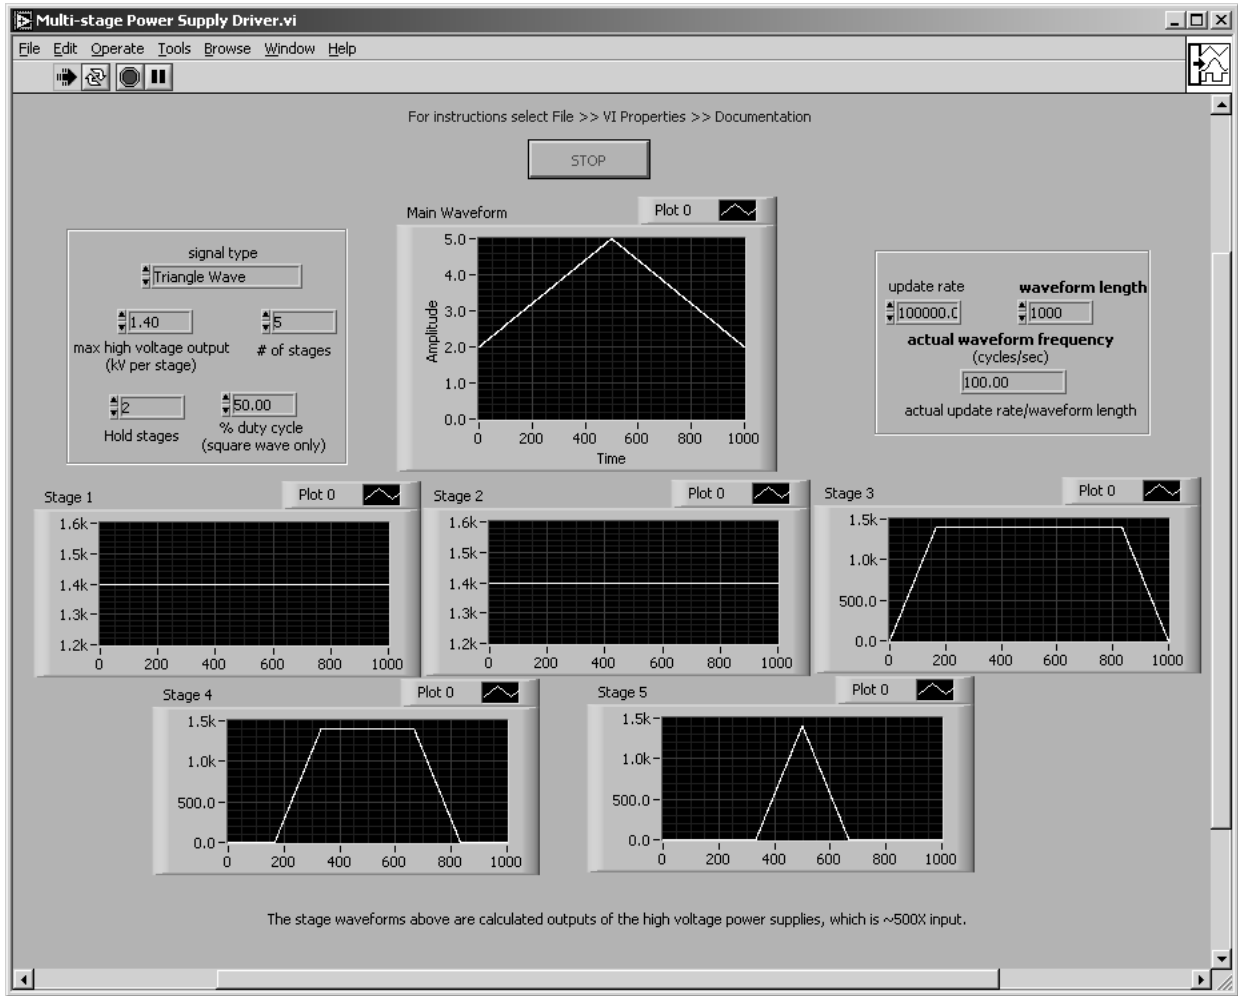 Multi-stage Power Supply Driver.vi
File Edit Operate Tools Browse Window Help
For instructions select File >> VI Properties >> Documentation
STOP
Main Waveform
Plot 0
5.0
4.0
3.0
2.0
1.0
0.0
Amplitude
0 200 400 600 800 1000
Time
signal type
Triangle Wave
1.40
5
max high voltage output
(kV per stage)
# of stages
2
50.00
Hold stages
% duty cycle
(square wave only)
update rate
waveform length
100000.0
1000
actual waveform frequency
(cycles/sec)
100.00
actual update rate/waveform length
Stage 1
Plot 0
1.6k
1.5k
1.4k
1.3k
1.2k
0 200 400 600 800 1000
Stage 2
Plot 0
1.6k
1.5k
1.4k
1.3k
1.2k
0 200 400 600 800 1000
Stage 3
Plot 0
1.5k
1.0k
500.0
0.0
0 200 400 600 800 1000
Stage 4
Plot 0
1.5k
1.0k
500.0
0.0
0 200 400 600 800 1000
Stage 5
Plot 0
1.5k
1.0k
500.0
0.0
0 200 400 600 800 1000
The stage waveforms above are calculated outputs of the high voltage power supplies, which is ~500X input.